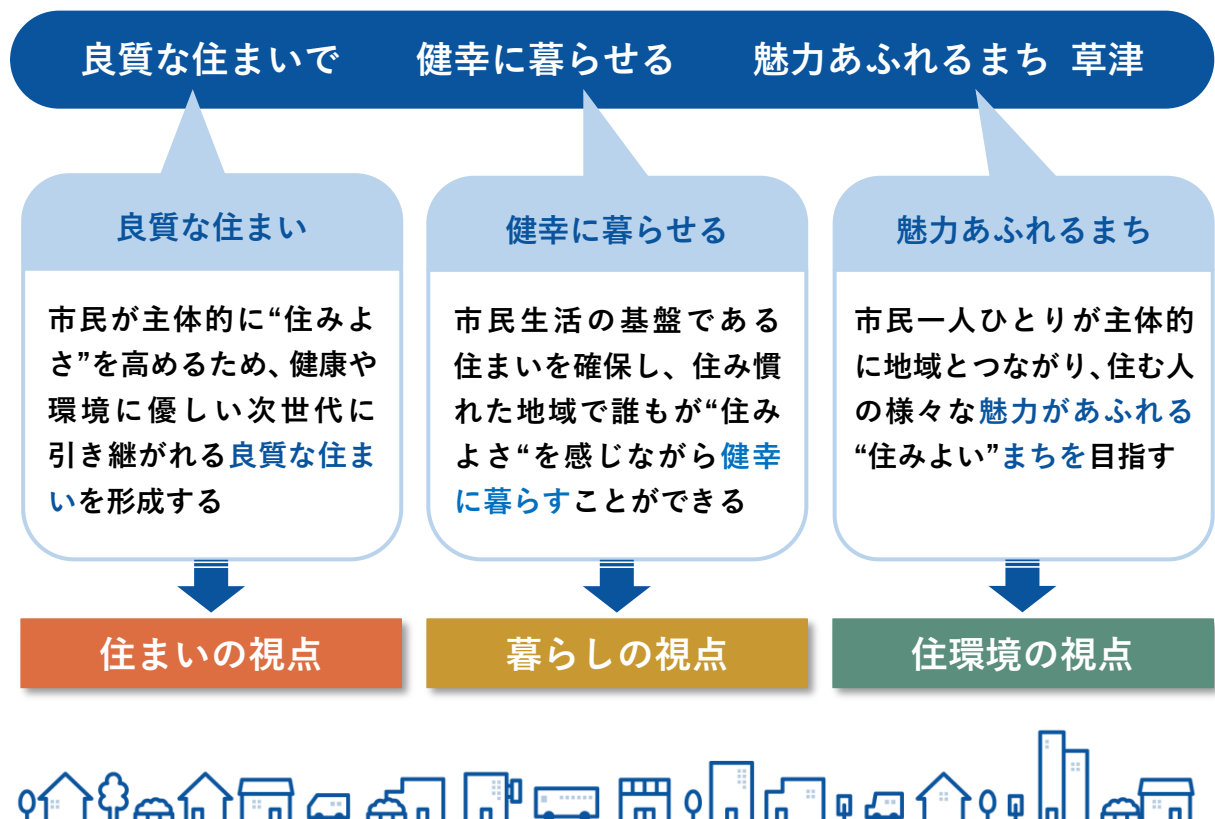 良質な住まいで 健幸に暮らせる 魅力あふれるまち 草津
良質な住まい
市民が主体的に“住みよ
さ”を高めるため、健康や
環境に優しい次世代に
引き継がれる良質な住ま
いを形成する
健幸に暮らせる
市民生活の基盤である
住まいを確保し、住み慣
れた地域で誰もが“住み
よさ“を感じながら健幸
に暮らすことができる
魅力あふれるまち
市民一人ひとりが主体的
に地域とつながり、住む人
の様々な魅力があふれる
“住みよい”まちを目指す
住まいの視点
暮らしの視点
住環境の視点